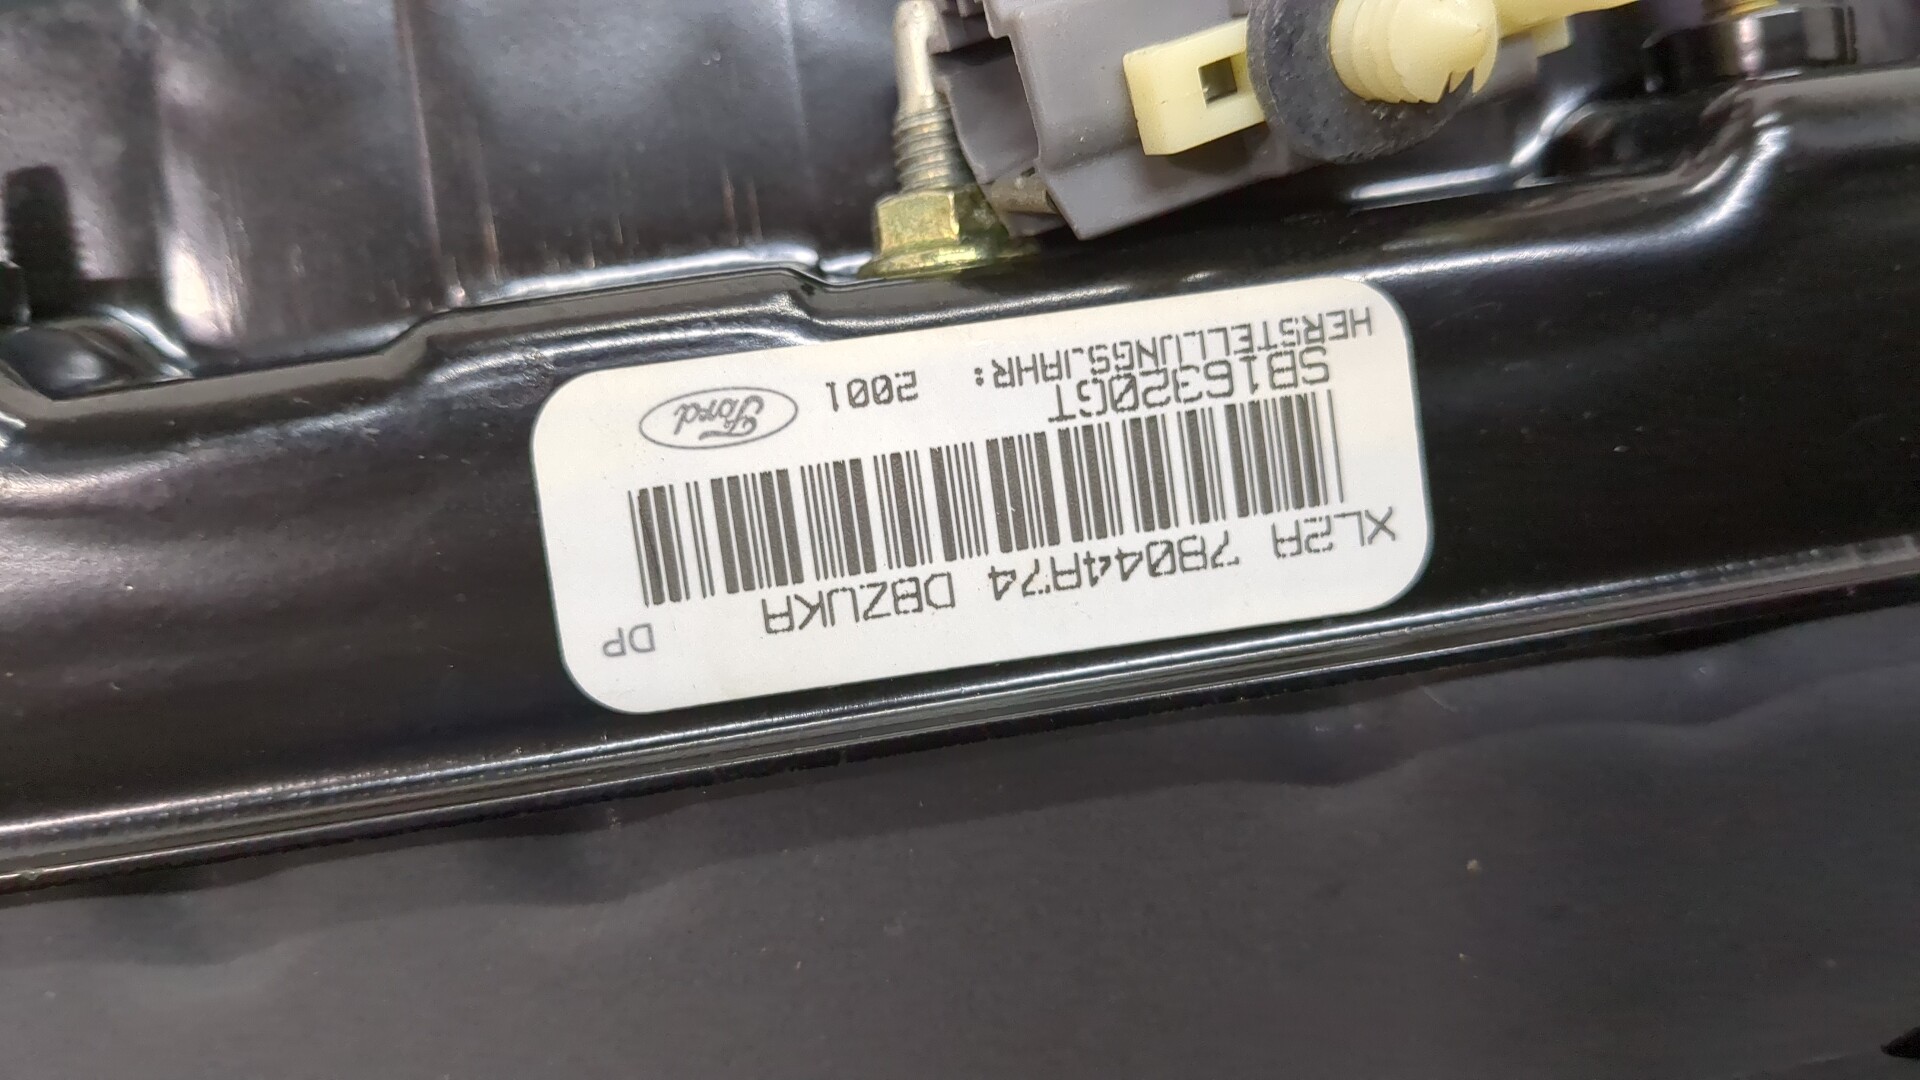 DP
XL2A 78044A74 DBZUKA
SB16320GT
HERSTELLUNGSJAHR: 2001
Ford